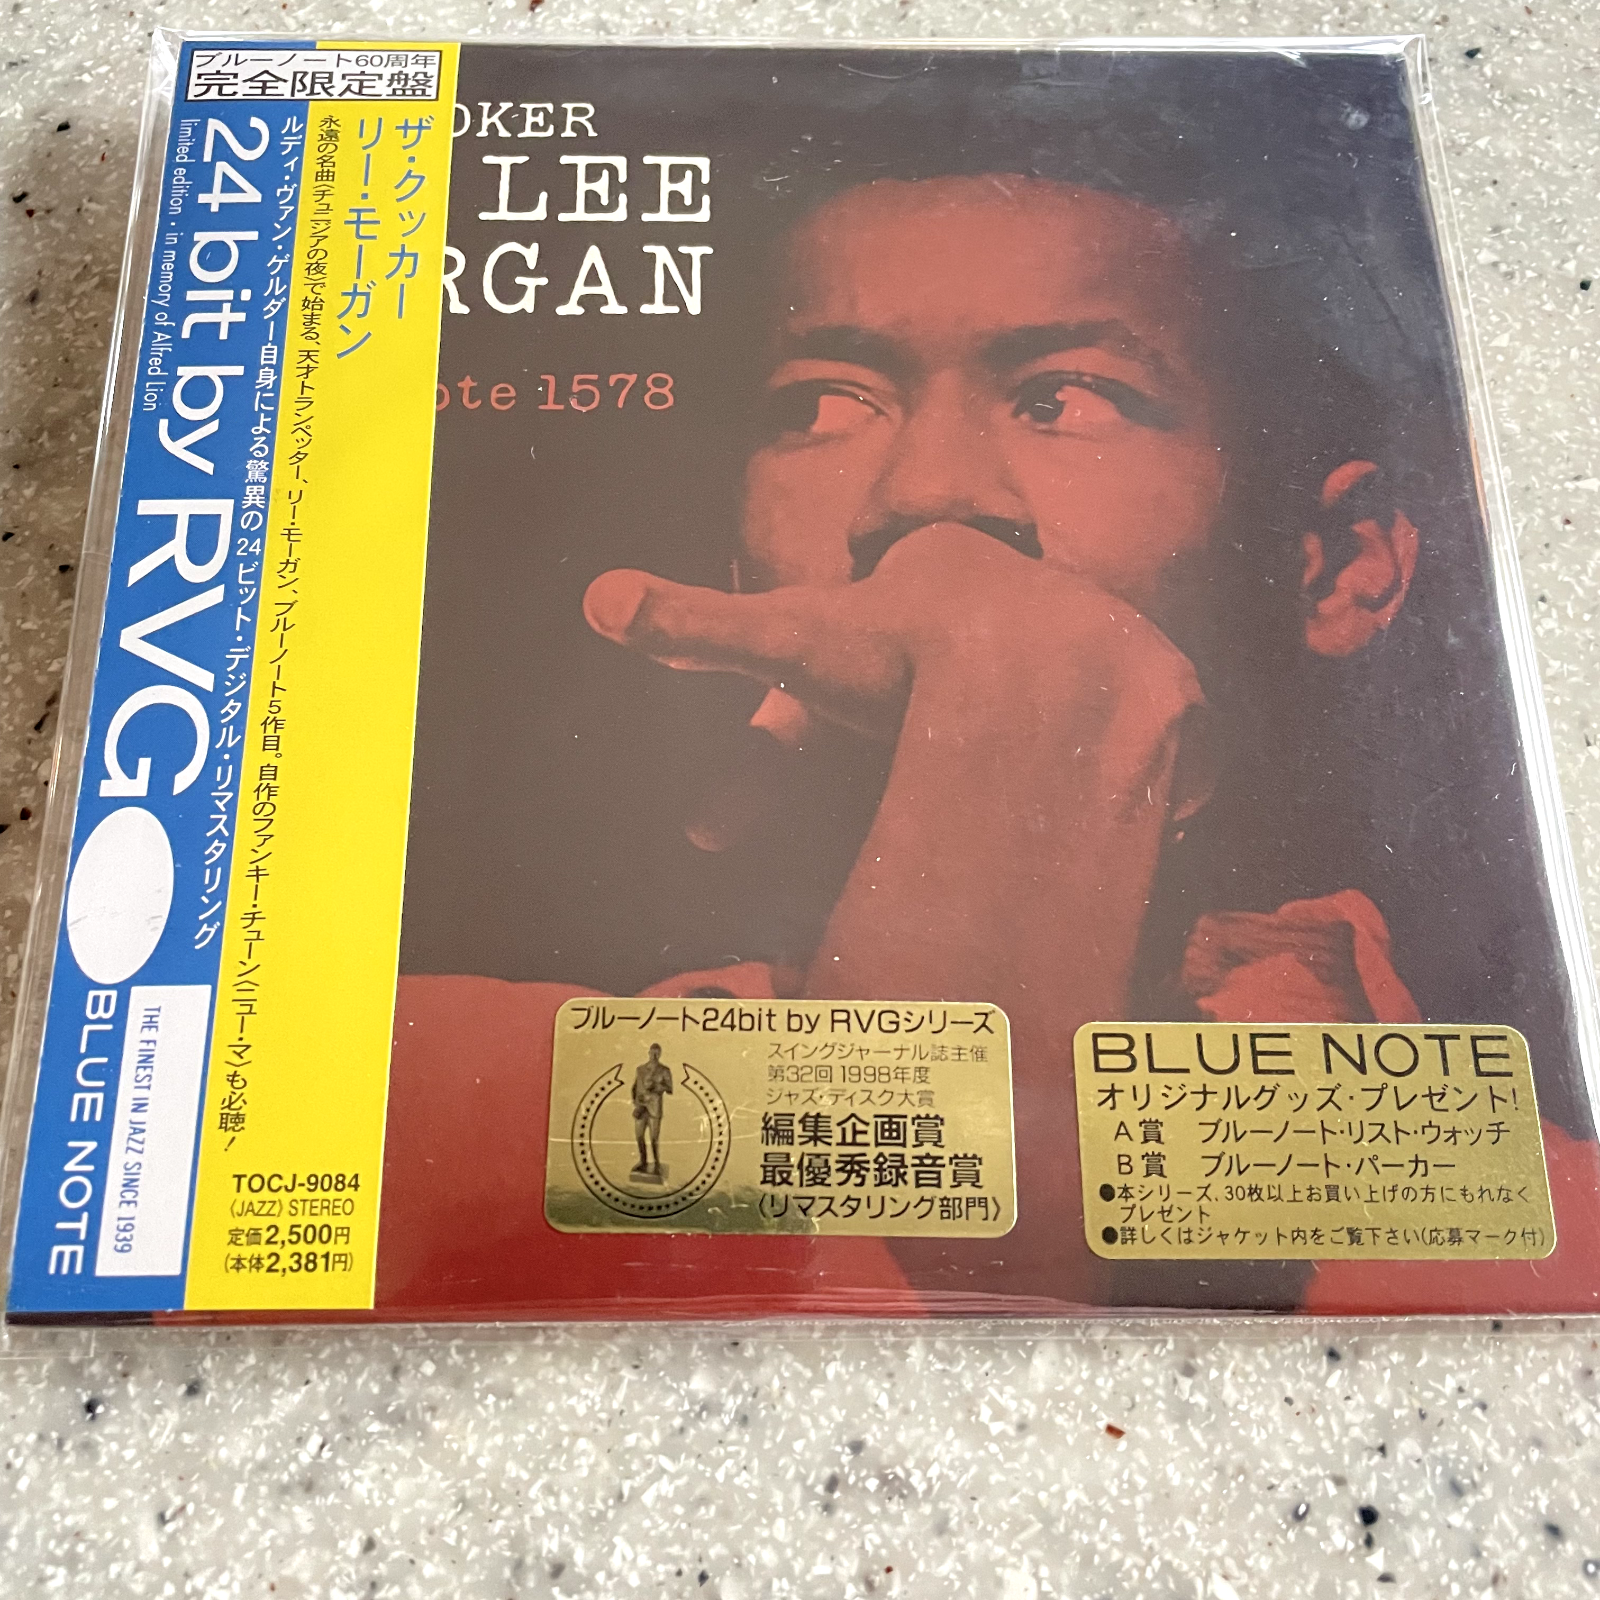 ブルーノート60周年
完全限定盤
ザ・クッカー
リー・モーガン
永遠の名曲〈チュニジアの夜〉で始まる、天才トランペッター、リー・モーガン、ブルーノート5作目。自作のファンキー・チューン〈ニュー・マ〉も必聴!
ルディ・ヴァン・ゲルダー自身による驚異の24ビット・デジタル・リマスタリング
24 bit by RVG
limited edition・in memory of Alfred Lion
BLUE NOTE
THE FINEST IN JAZZ SINCE 1939
TOCJ-9084
〈JAZZ〉STEREO
定価2,500円
(本体2,381円)
OKER
LEE
RGAN
ote 1578
ブルーノート24bit by RVGシリーズ
スイングジャーナル誌主催
第32回 1998年度
ジャズ・ディスク大賞
編集企画賞
最優秀録音賞
〈リマスタリング部門〉
BLUE NOTE
オリジナルグッズ・プレゼント!
A賞 ブルーノート・リスト・ウォッチ
B賞 ブルーノート・パーカー
●本シリーズ、30枚以上お買い上げの方にもれなく
プレゼント
●詳しくはジャケット内をご覧下さい(応募マーク付)